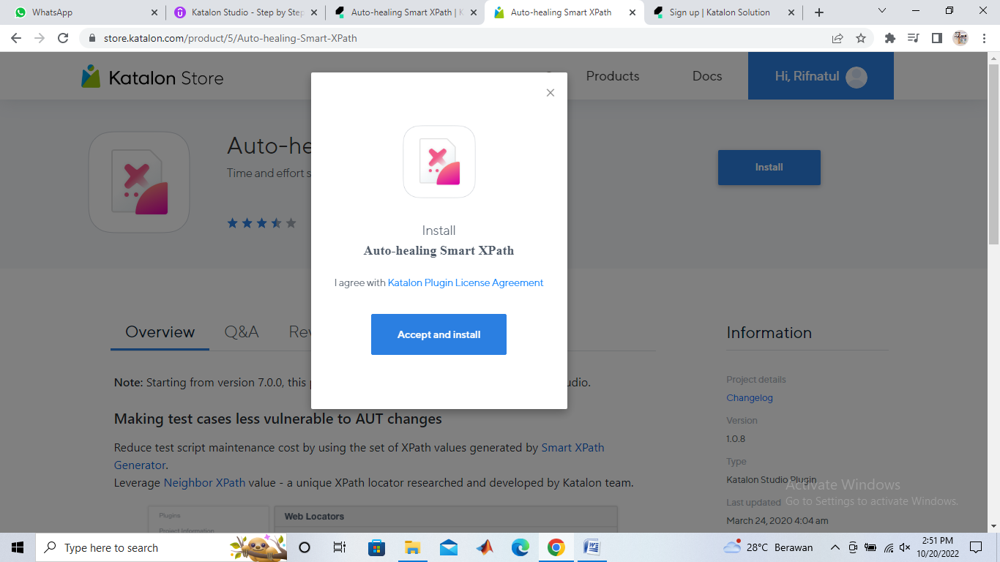 WhatsApp
Katalon Studio - Step by Step
Auto-healing Smart XPath | K
Auto-healing Smart XPath
Sign up | Katalon Solution
store.katalon.com/product/5/Auto-healing-Smart-XPath
Katalon Store
Products
Docs
Hi, Rifnatul
Auto-he
Time and effort s
Install
Install
Auto-healing Smart XPath
I agree with Katalon Plugin License Agreement
Accept and install
Overview
Q&A
Rev
Information
Note: Starting from version 7.0.0, this
udio.
Making test cases less vulnerable to AUT changes
Reduce test script maintenance cost by using the set of XPath values generated by Smart XPath
Generator.
Leverage Neighbor XPath value - a unique XPath locator researched and developed by Katalon team.
Plugins
Project Information
Web Locators
Project details
Changelog
Version
1.0.8
Type
Katalon Studio Plugin
Last updated
March 24, 2020 4:04 am
Activate Windows
Go to Settings to activate Windows.
Type here to search
28°C Berawan
2:51 PM
10/20/2022